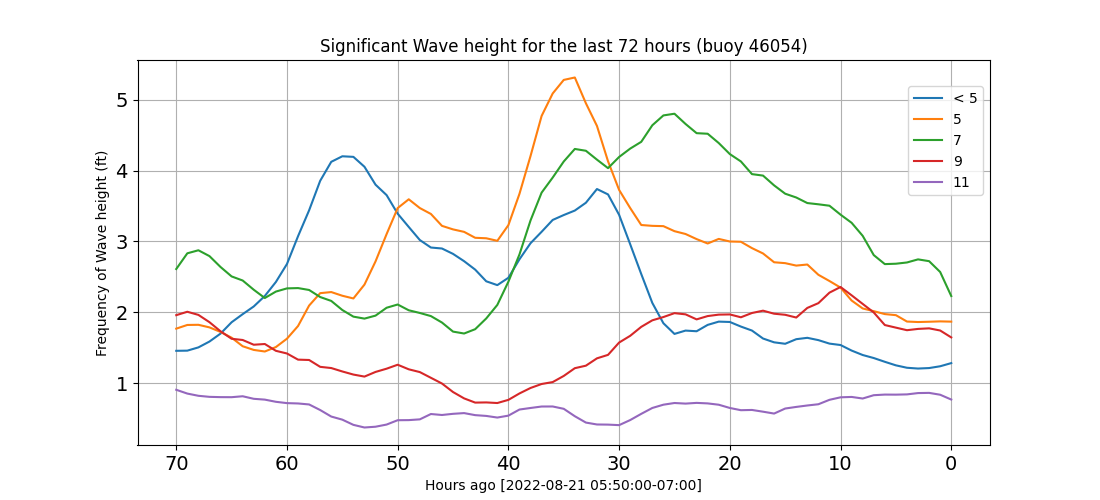 Significant Wave height for the last 72 hours (buoy 46054)
Frequency of Wave height (ft)
5
4
3
2
1
< 5
5
7
9
11
70 60 50 40 30 20 10 0
Hours ago [2022-08-21 05:50:00-07:00]